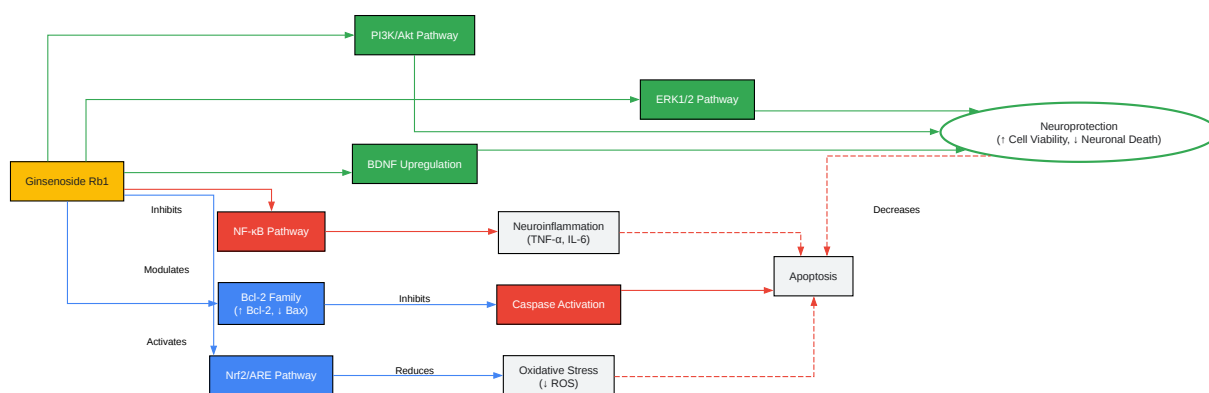 PI3K/Akt Pathway
ERK1/2 Pathway
Neuroprotection
(↑ Cell Viability, ↓ Neuronal Death)
BDNF Upregulation
Ginsenoside Rb1
Inhibits
Decreases
NF-κB Pathway
Neuroinflammation
(TNF-α, IL-6)
Modulates
Apoptosis
Bcl-2 Family
(↑ Bcl-2, ↓ Bax)
Inhibits
Caspase Activation
Activates
Nrf2/ARE Pathway
Reduces
Oxidative Stress
(↓ ROS)